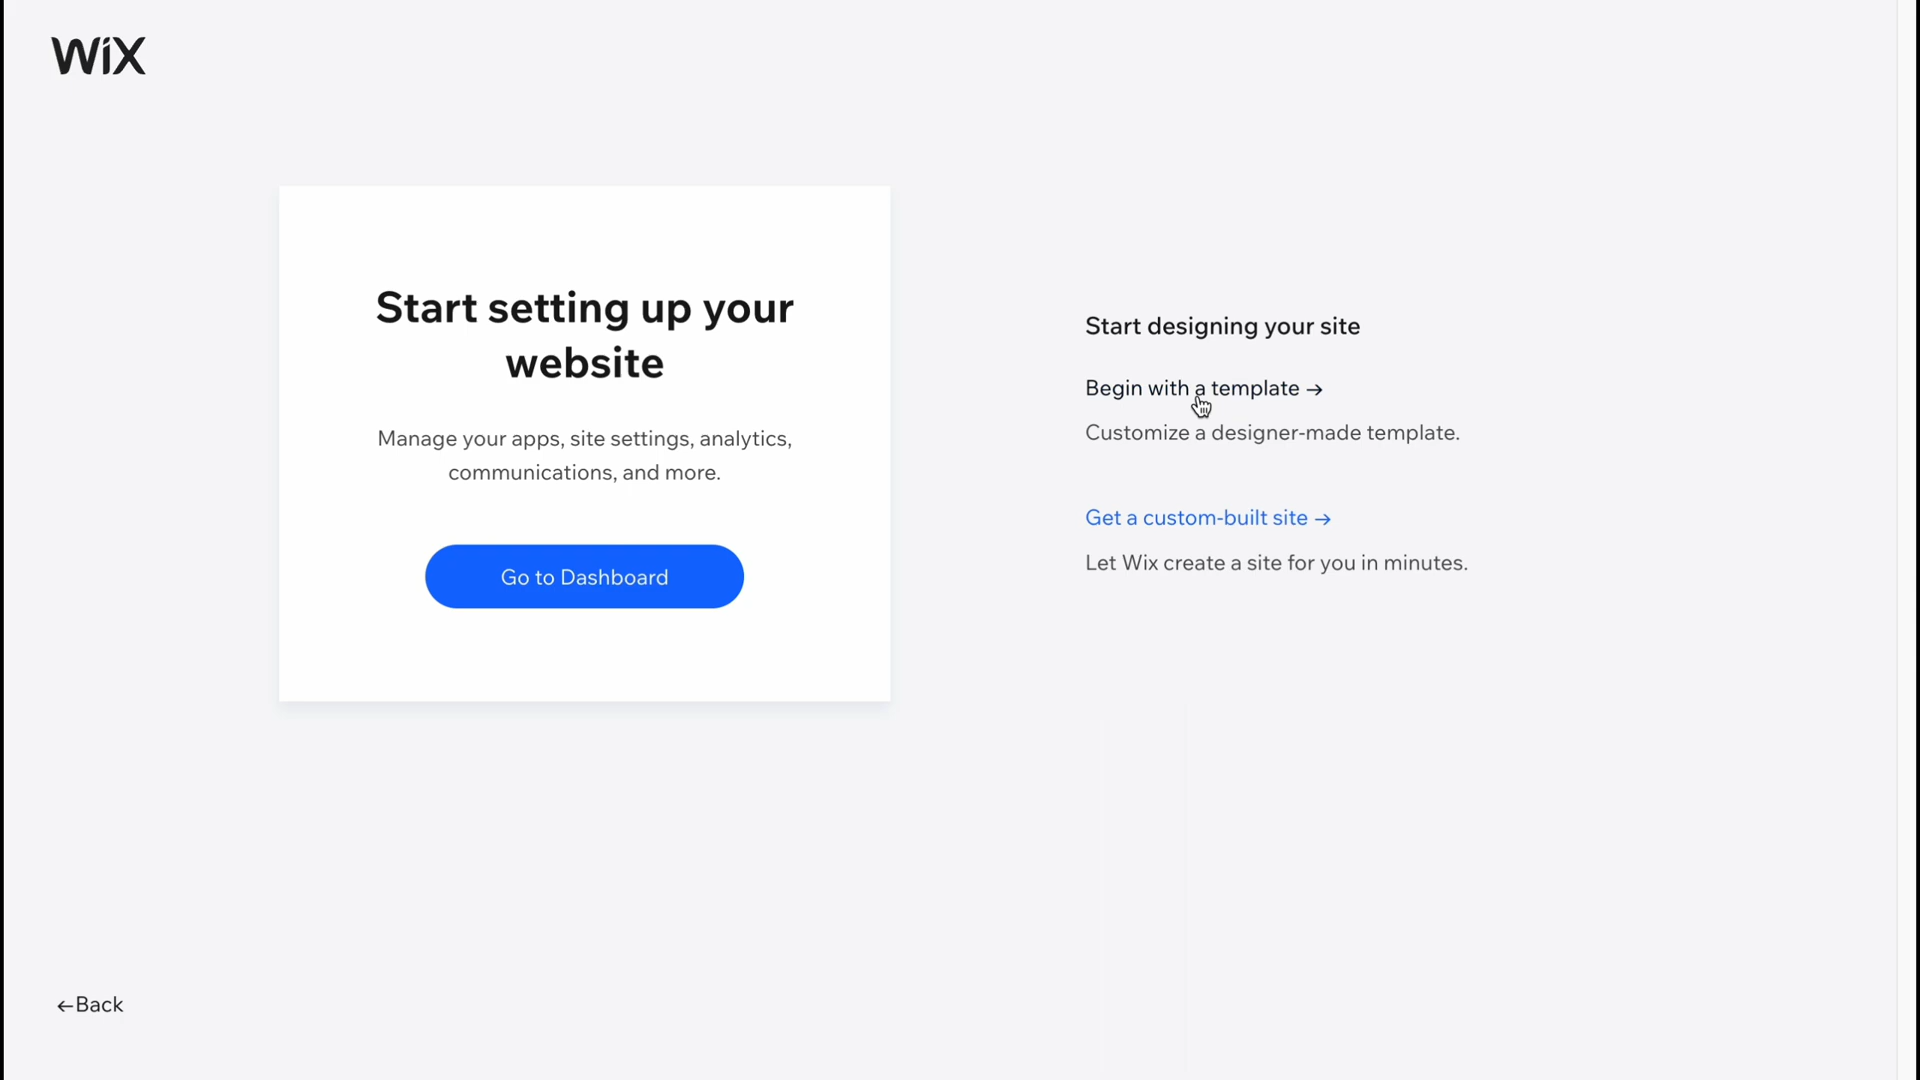 WiX
Start setting up your
website
Manage your apps, site settings, analytics,
communications, and more.
Go to Dashboard
Start designing your site
Begin with a template →
Customize a designer-made template.
Get a custom-built site →
Let Wix create a site for you in minutes.
←Back